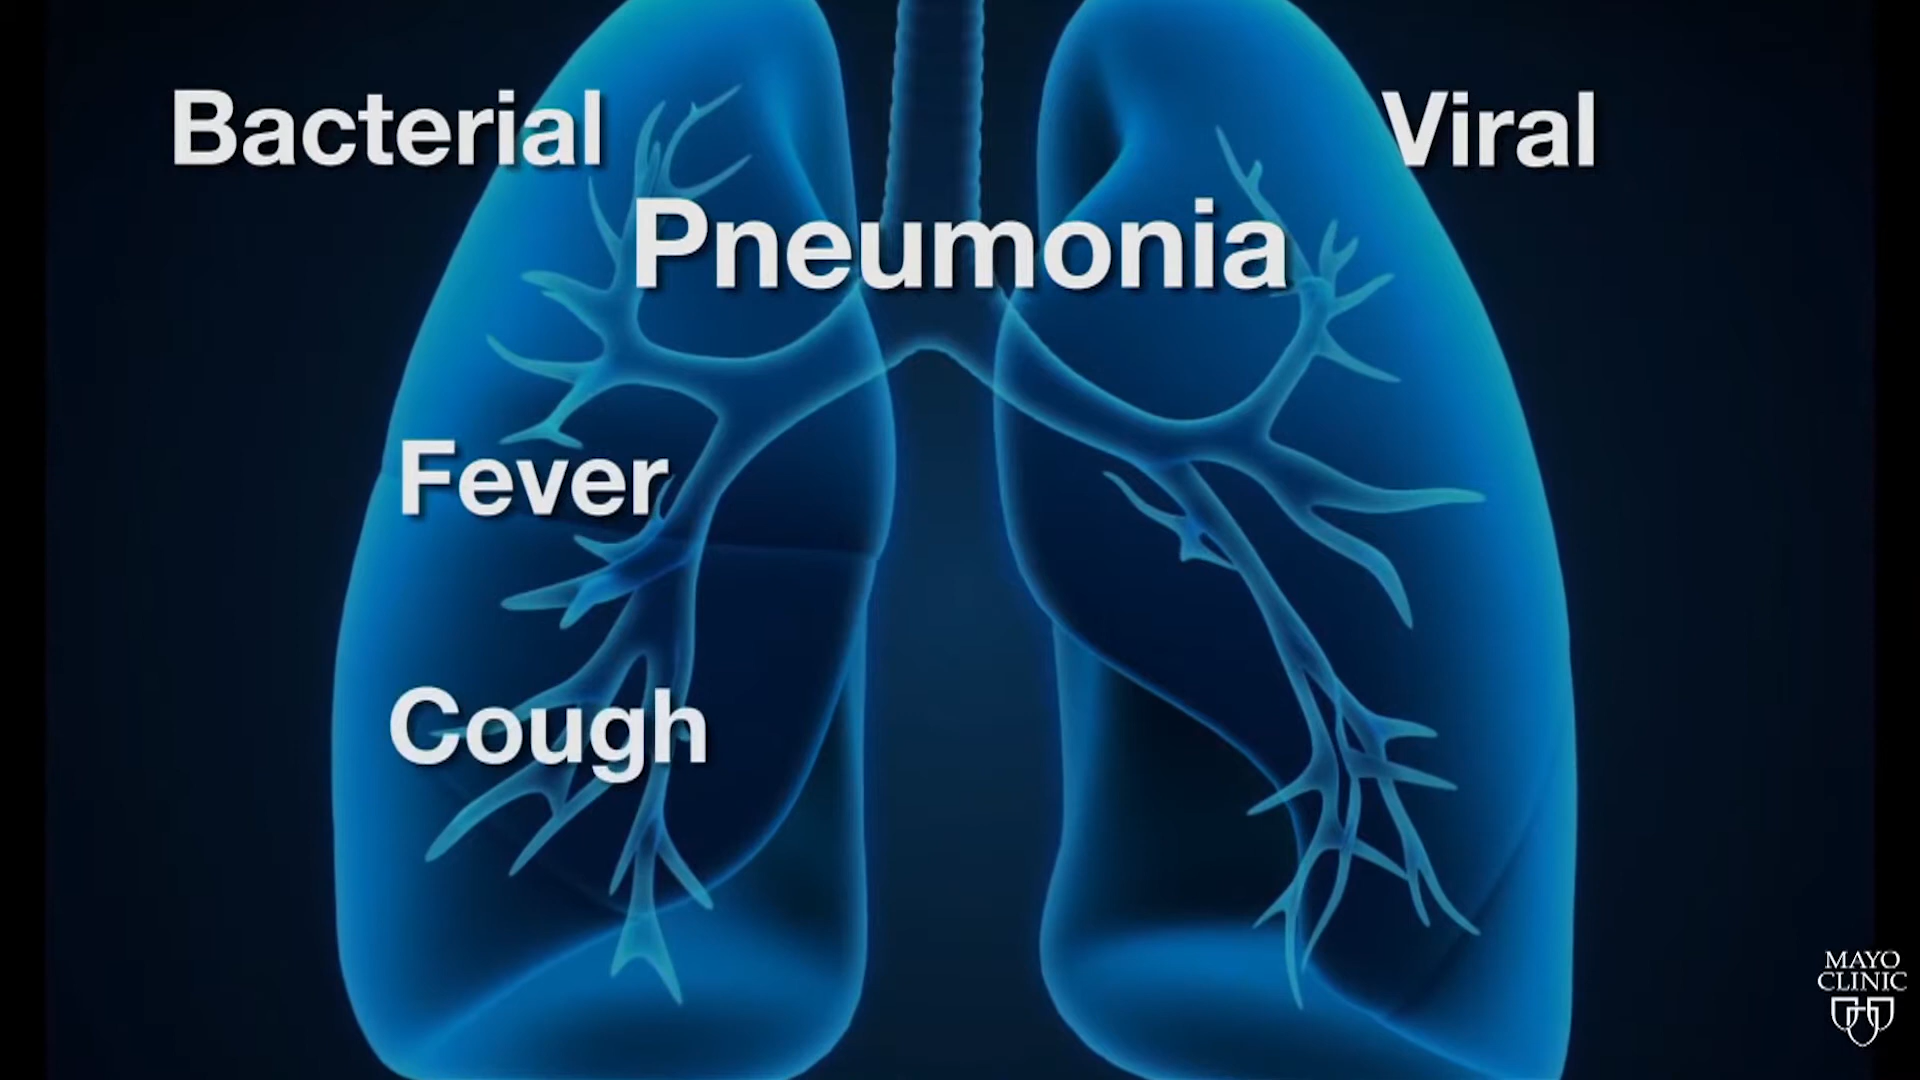 Bacterial
Viral
Pneumonia
Fever
Cough
MAYO
CLINIC